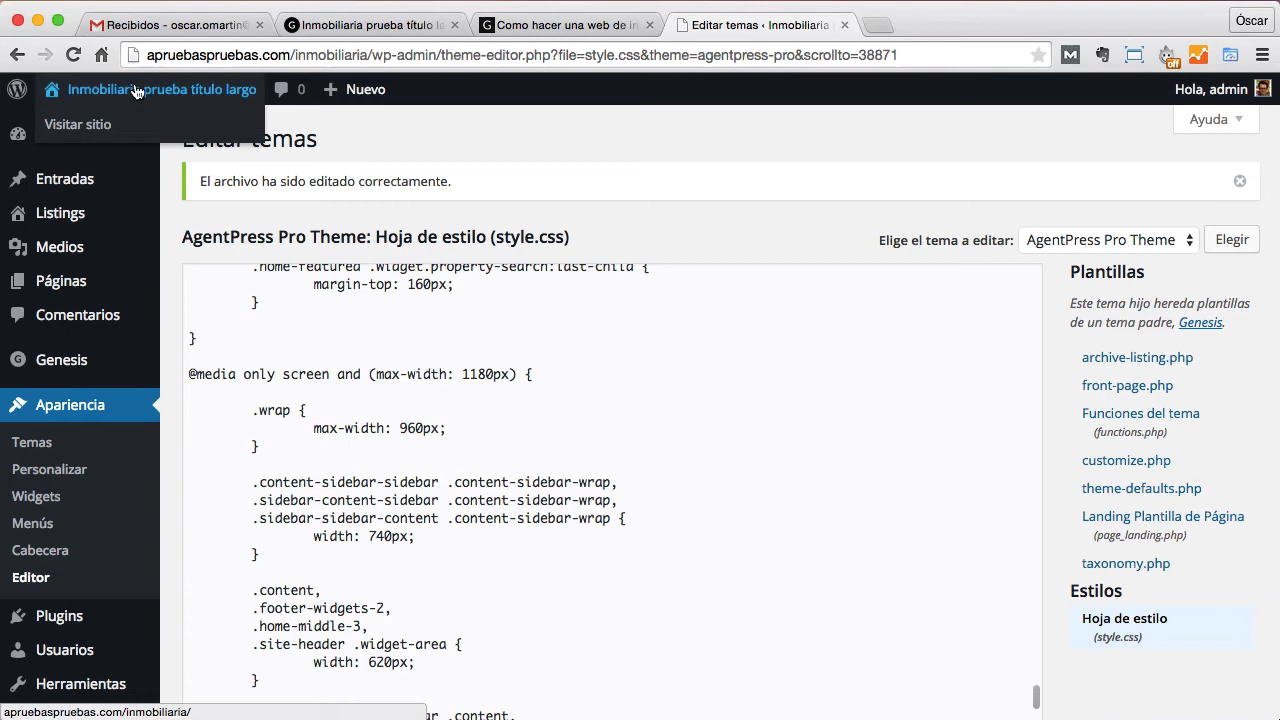 Recibidos - oscar.omartin@
Inmobiliaria prueba título la
Como hacer una web de in
Editar temas ‹ Inmobiliaria
Óscar
apruebaspruebas.com/inmobiliaria/wp-admin/theme-editor.php?file=style.css&theme=agentpress-pro&scrollto=38871
off
Inmobiliaria prueba título largo
0
Nuevo
Hola, admin
Visitar sitio
Ayuda
Editar temas
El archivo ha sido editado correctamente.
AgentPress Pro Theme: Hoja de estilo (style.css)
Elige el tema a editar:
AgentPress Pro Theme
Elegir
Entradas
Listings
Medios
Páginas
Comentarios
Genesis
Apariencia
Temas
Personalizar
Widgets
Menús
Cabecera
Editor
Plugins
Usuarios
Herramientas
.home-featured .widget.property-search:last-child {
margin-top: 160px;
}
}
@media only screen and (max-width: 1180px) {
.wrap {
max-width: 960px;
}
.content-sidebar-sidebar .content-sidebar-wrap,
.sidebar-content-sidebar .content-sidebar-wrap,
.sidebar-sidebar-content .content-sidebar-wrap {
width: 740px;
}
.content,
.footer-widgets-2,
.home-middle-3,
.site-header .widget-area {
width: 620px;
}
.content,
Plantillas
Este tema hijo hereda plantillas
de un tema padre, Genesis.
archive-listing.php
front-page.php
Funciones del tema
(functions.php)
customize.php
theme-defaults.php
Landing Plantilla de Página
(page_landing.php)
taxonomy.php
Estilos
Hoja de estilo
(style.css)
apruebaspruebas.com/inmobiliaria/